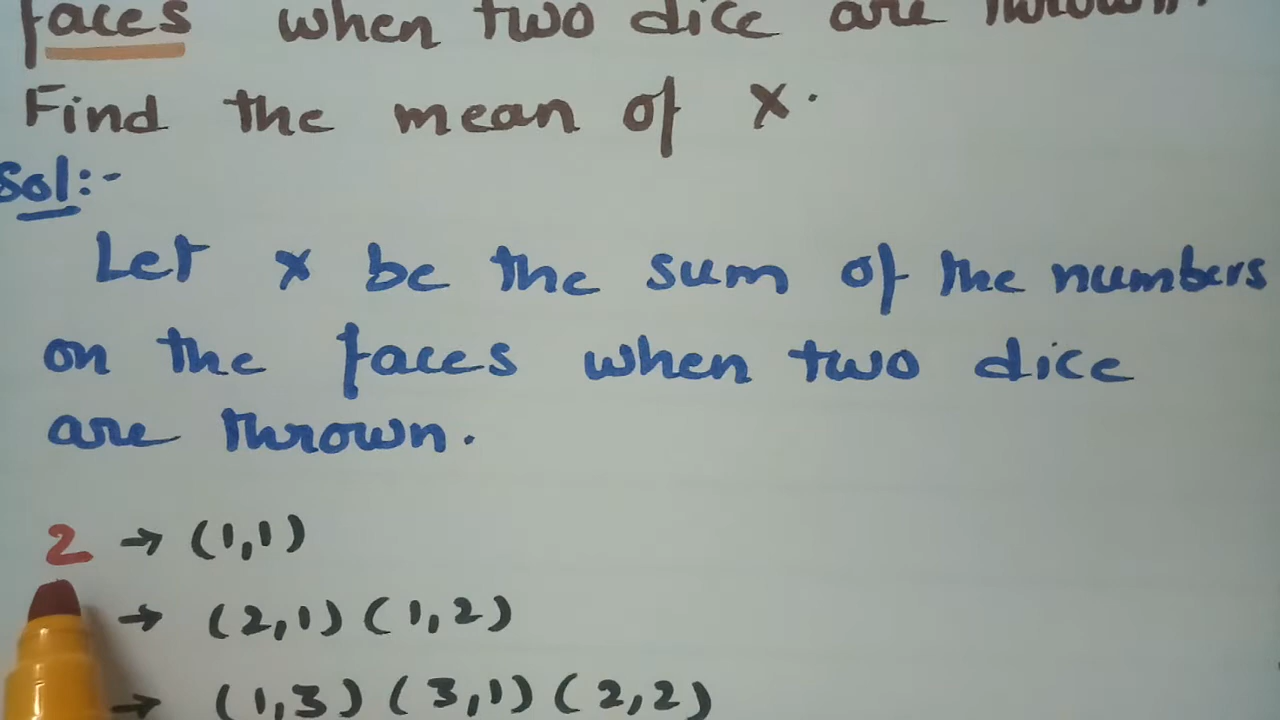 faces when two dice are thrown.
Find the mean of x.
Sol:-
Let x be the sum of the numbers
on the faces when two dice
are thrown.
2 → (1,1)
→ (2,1) (1,2)
→ (1,3) (3,1) (2,2)